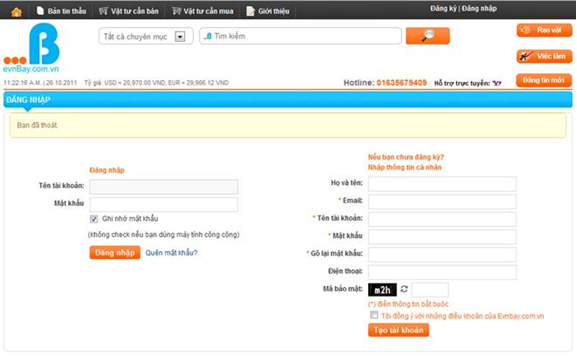 Bản tin thầu Vật tư cần bán Vật tư cần mua Giới thiệu Đăng ký | Đăng nhập
B
evnBay.com.vn
Tất cả chuyên mục Tìm kiếm
Rao vặt
Việc làm
Đăng tin mới
11:22:16 A.M. | 26.10.2011 Tỷ giá: USD = 20,970.00 VND, EUR = 29,986.12 VND Hotline: 01635679409 Hỗ trợ trực tuyến:
ĐĂNG NHẬP
Bạn đã thoát.
Đăng nhập
Tên tài khoản:
Mật khẩu
Ghi nhớ mật khẩu
(không check nếu bạn dùng máy tính công cộng)
Đăng nhập Quên mật khẩu?
Nếu bạn chưa đăng ký?
Nhập thông tin cá nhân
Họ và tên:
* Email:
* Tên tài khoản:
* Mật khẩu
* Gõ lại mật khẩu:
Điện thoại:
Mã bảo mật: m2h
(*) điền thông tin bắt buộc
Tôi đồng ý với những điều khoản của Evnbay.com.vn
Tạo tài khoản